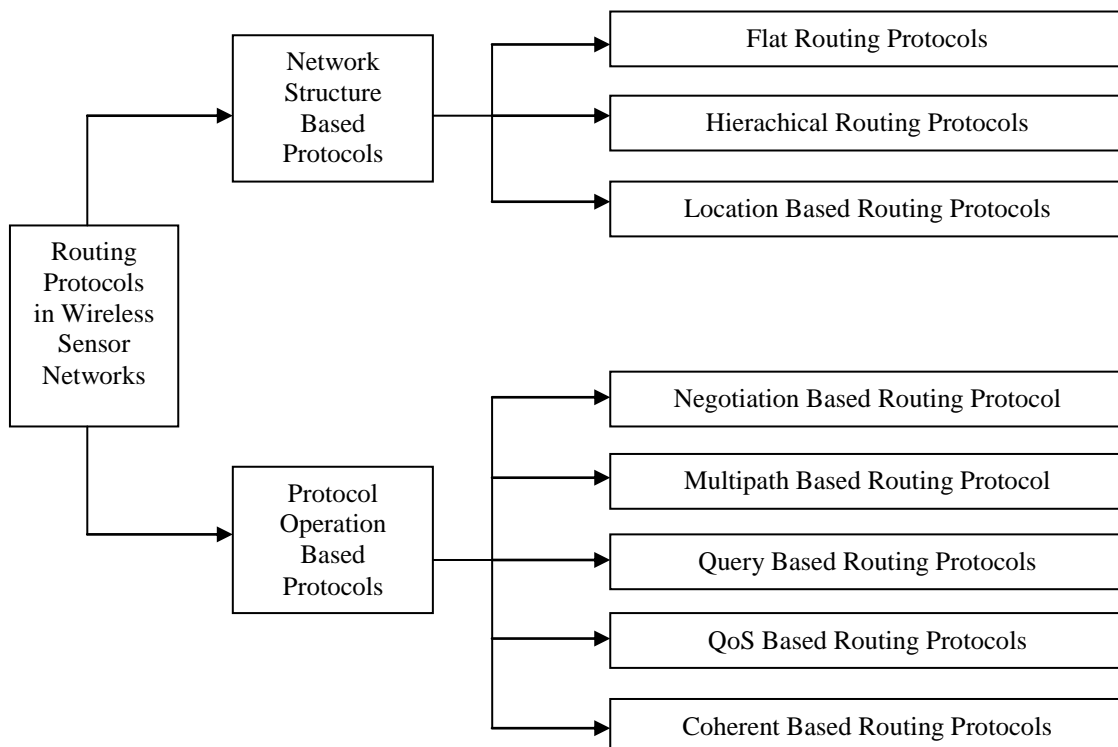 Routing
Protocols
in Wireless
Sensor
Networks
Network
Structure
Based
Protocols
Flat Routing Protocols
Hierachical Routing Protocols
Location Based Routing Protocols
Protocol
Operation
Based
Protocols
Negotiation Based Routing Protocol
Multipath Based Routing Protocol
Query Based Routing Protocols
QoS Based Routing Protocols
Coherent Based Routing Protocols